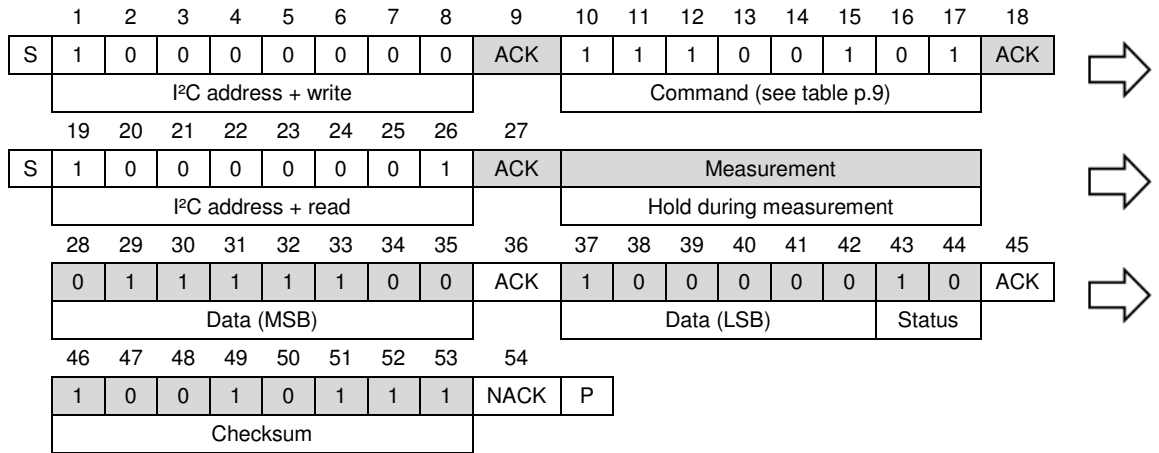 1 2 3 4 5 6 7 8 9 10 11 12 13 14 15 16 17 18
S 1 0 0 0 0 0 0 0 ACK 1 1 1 0 0 1 0 1 ACK
I²C address + write Command (see table p.9)
19 20 21 22 23 24 25 26 27
S 1 0 0 0 0 0 0 1 ACK Measurement
I²C address + read Hold during measurement
28 29 30 31 32 33 34 35 36 37 38 39 40 41 42 43 44 45
0 1 1 1 1 1 0 0 ACK 1 0 0 0 0 0 1 0 ACK
Data (MSB) Data (LSB) Status
46 47 48 49 50 51 52 53 54
1 0 0 1 0 1 1 1 NACK P
Checksum